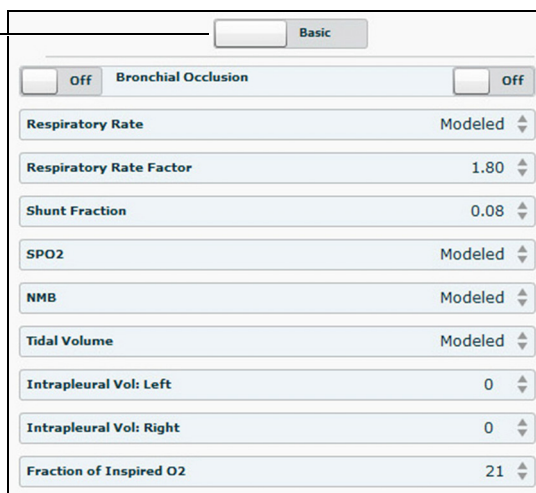 Basic
Off Bronchial Occlusion Off
Respiratory Rate Modeled
Respiratory Rate Factor 1.80
Shunt Fraction 0.08
SPO2 Modeled
NMB Modeled
Tidal Volume Modeled
Intrapleural Vol: Left 0
Intrapleural Vol: Right 0
Fraction of Inspired O2 21